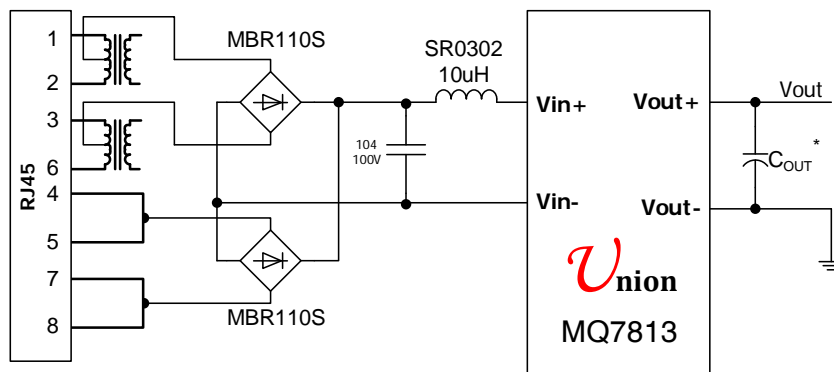 RJ45
1
2
3
6
4
5
7
8
MBR110S
MBR110S
104
100V
SR0302
10uH
Vin+
Vin-
Vout+
Vout-
Union
MQ7813
Vout
COUT*